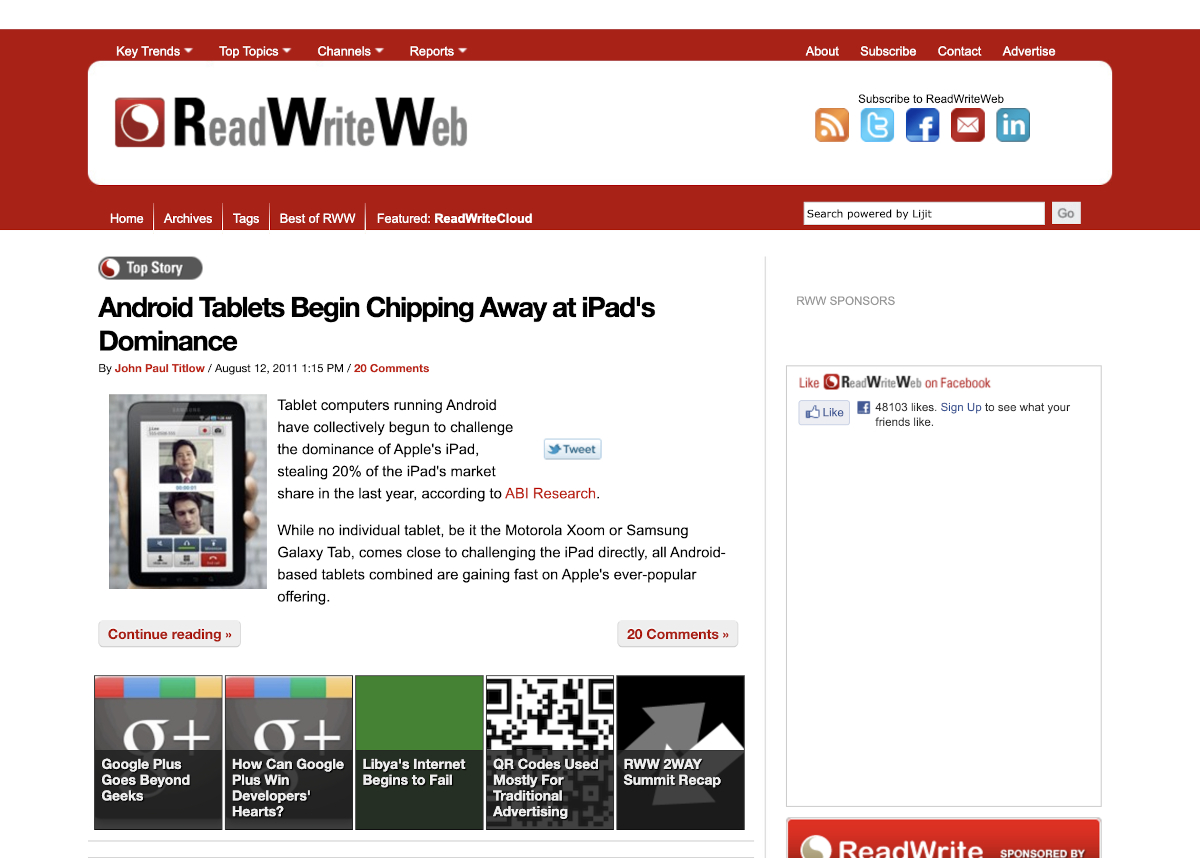 Key Trends
Top Topics
Channels
Reports
About
Subscribe
Contact
Advertise
ReadWriteWeb
Subscribe to ReadWriteWeb
Home
Archives
Tags
Best of RWW
Featured: ReadWriteCloud
Search powered by Lijit
Go
Top Story
Android Tablets Begin Chipping Away at iPad's
Dominance
By John Paul Titlow / August 12, 2011 1:15 PM / 20 Comments
Tablet computers running Android
have collectively begun to challenge
the dominance of Apple's iPad,
stealing 20% of the iPad's market
share in the last year, according to ABI Research.
Tweet
While no individual tablet, be it the Motorola Xoom or Samsung
Galaxy Tab, comes close to challenging the iPad directly, all Android-
based tablets combined are gaining fast on Apple's ever-popular
offering.
Continue reading »
20 Comments »
g+
Google Plus
Goes Beyond
Geeks
g+
How Can Google
Plus Win
Developers'
Hearts?
Libya's Internet
Begins to Fail
QR Codes Used
Mostly For
Traditional
Advertising
RWW 2WAY
Summit Recap
RWW SPONSORS
Like ReadWriteWeb on Facebook
Like
48103 likes. Sign Up to see what your
friends like.
ReadWrite
SPONSORED BY